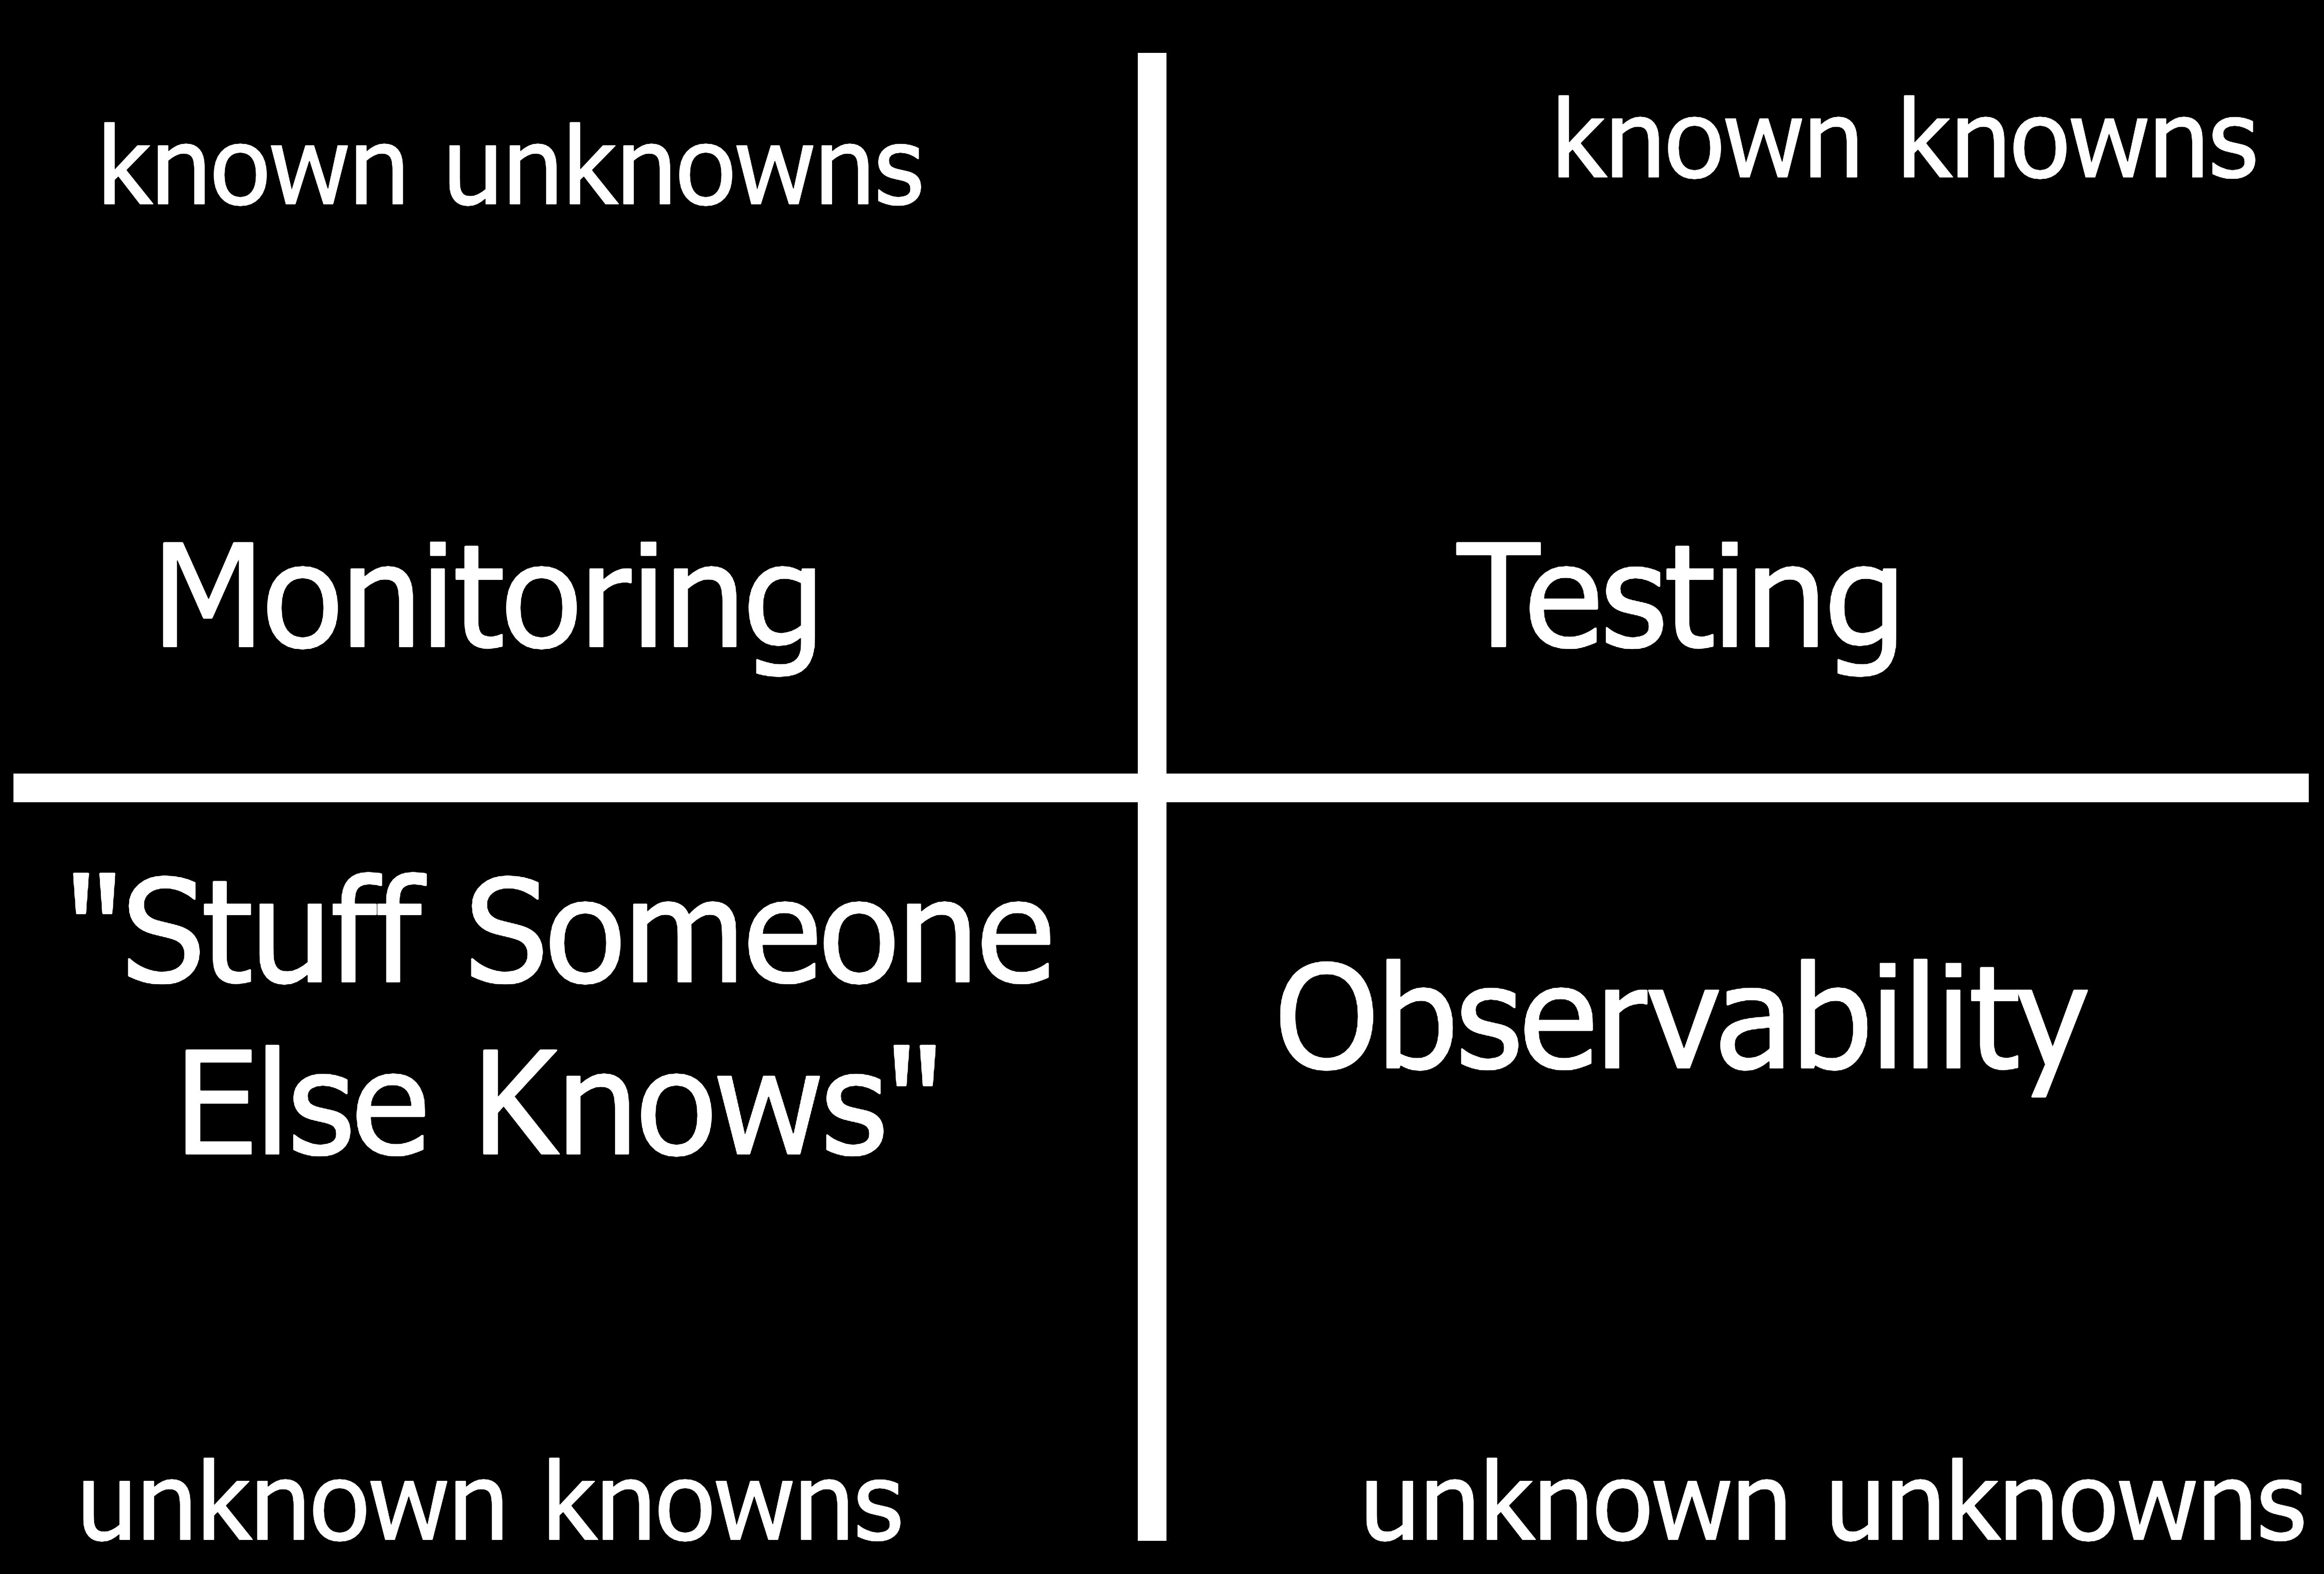 known unknowns
known knowns
Monitoring
Testing
"Stuff Someone
Else Knows"
Observability
unknown knowns
unknown unknowns